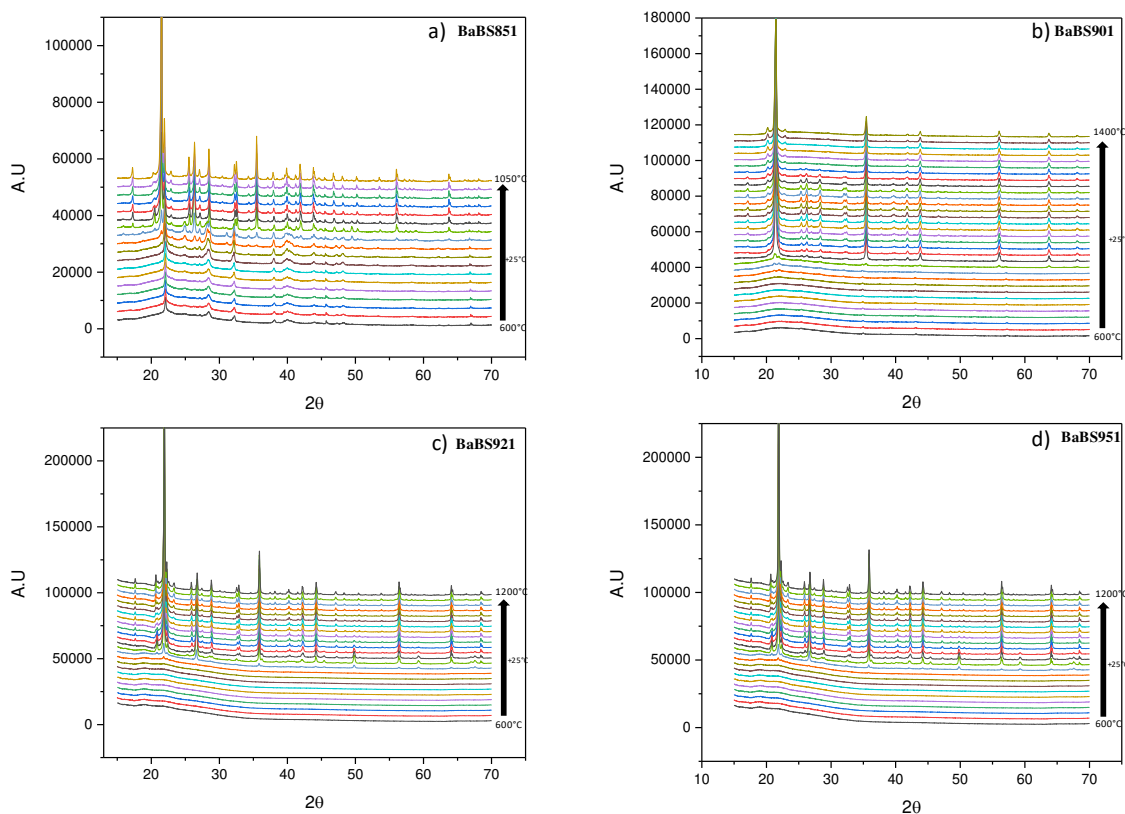 a) BaBS851
A.U
100000
80000
60000
40000
20000
0
1050°C
+25°C
600°C
20 30 40 50 60 70
2θ
b) BaBS901
A.U
180000
160000
140000
120000
100000
80000
60000
40000
20000
0
1400°C
+25°C
600°C
10 20 30 40 50 60 70
2θ
c) BaBS921
A.U
200000
150000
100000
50000
0
1200°C
+25°C
600°C
20 30 40 50 60 70
2θ
d) BaBS951
A.U
200000
150000
100000
50000
0
1200°C
+25°C
600°C
10 20 30 40 50 60 70
2θ